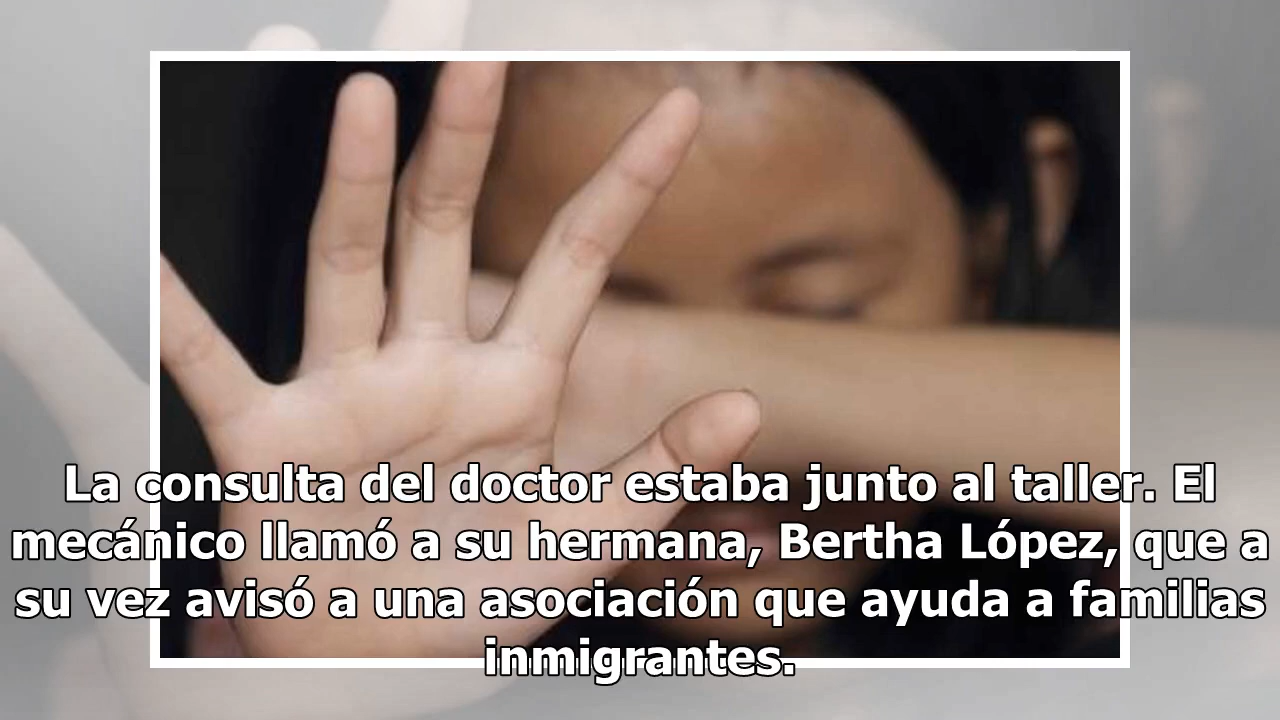 La consulta del doctor estaba junto al taller. El
mecánico llamó a su hermana, Bertha López, que a
su vez avisó a una asociación que ayuda a familias
inmigrantes.